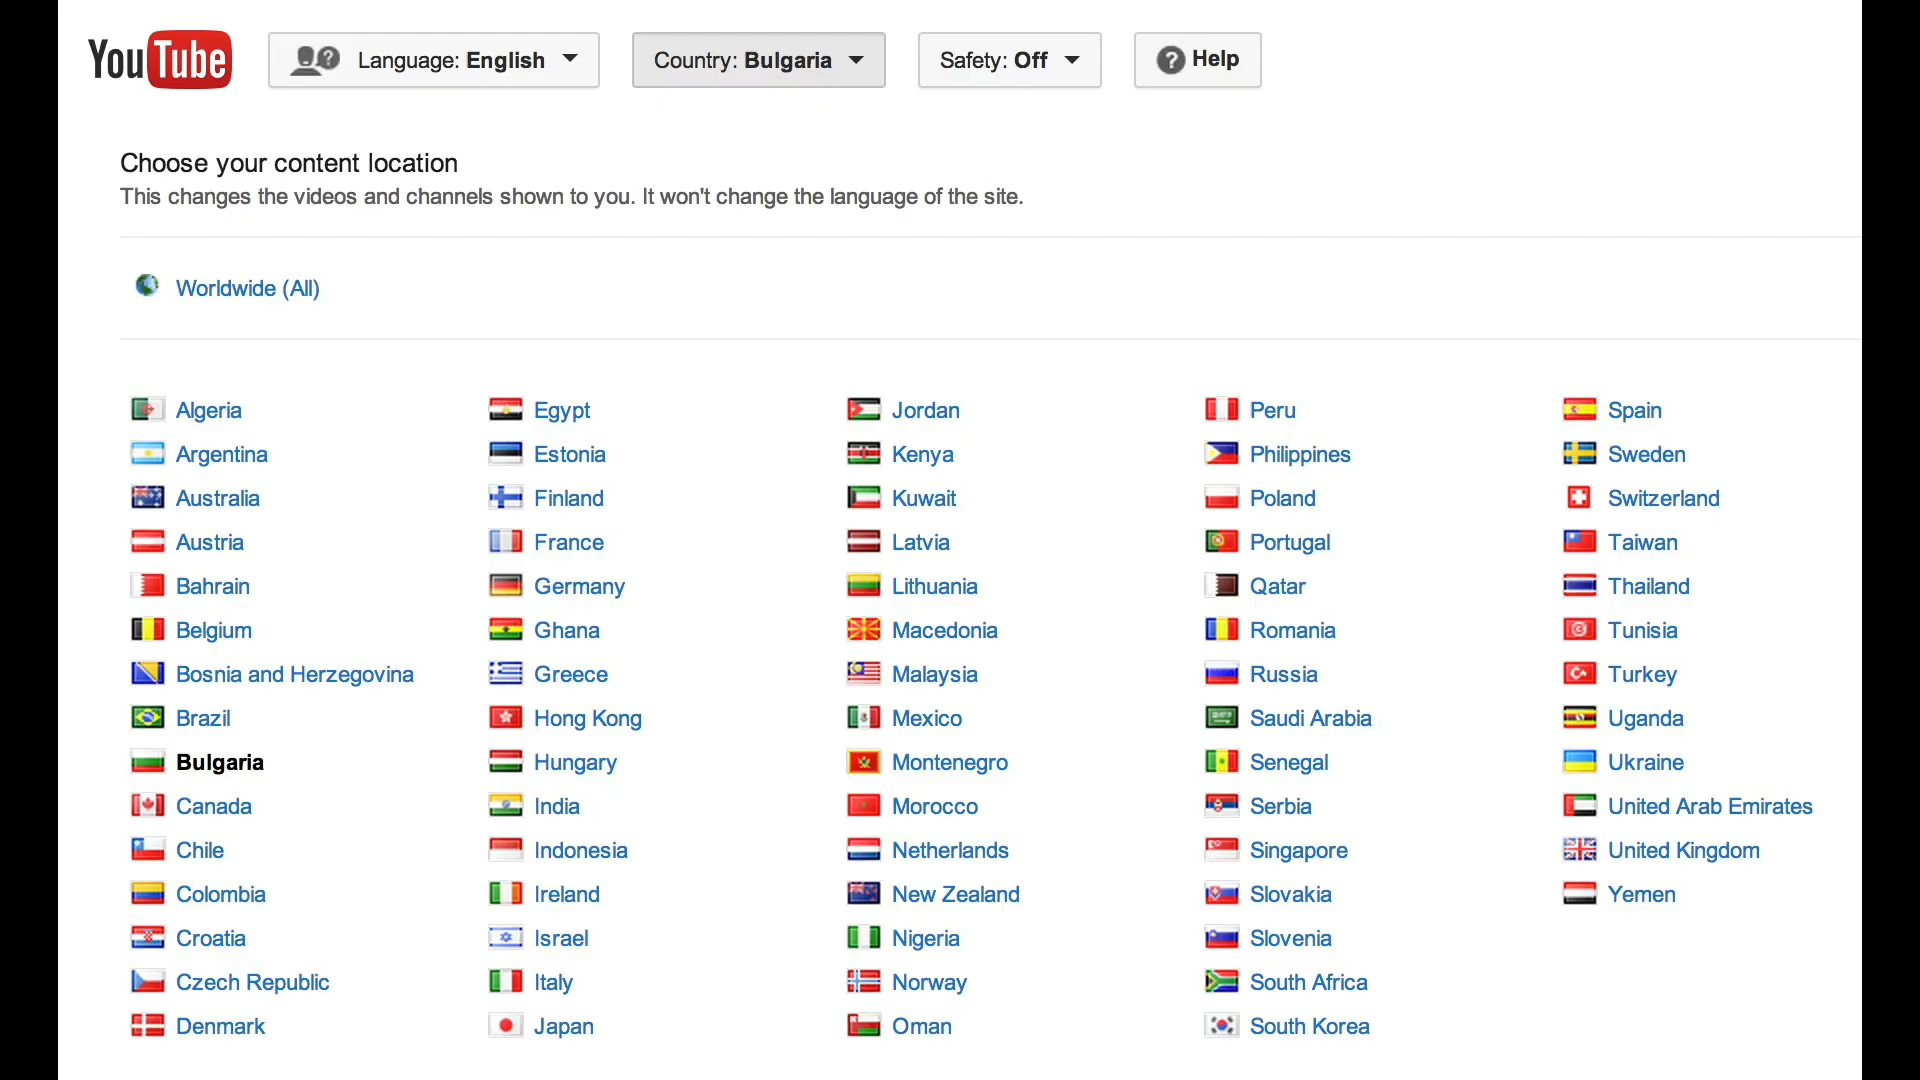 YouTube
Language: English
Country: Bulgaria
Safety: Off
? Help
Choose your content location
This changes the videos and channels shown to you. It won't change the language of the site.
Worldwide (All)
Algeria
Argentina
Australia
Austria
Bahrain
Belgium
Bosnia and Herzegovina
Brazil
Bulgaria
Canada
Chile
Colombia
Croatia
Czech Republic
Denmark
Egypt
Estonia
Finland
France
Germany
Ghana
Greece
Hong Kong
Hungary
India
Indonesia
Ireland
Israel
Italy
Japan
Jordan
Kenya
Kuwait
Latvia
Lithuania
Macedonia
Malaysia
Mexico
Montenegro
Morocco
Netherlands
New Zealand
Nigeria
Norway
Oman
Peru
Philippines
Poland
Portugal
Qatar
Romania
Russia
Saudi Arabia
Senegal
Serbia
Singapore
Slovakia
Slovenia
South Africa
South Korea
Spain
Sweden
Switzerland
Taiwan
Thailand
Tunisia
Turkey
Uganda
Ukraine
United Arab Emirates
United Kingdom
Yemen